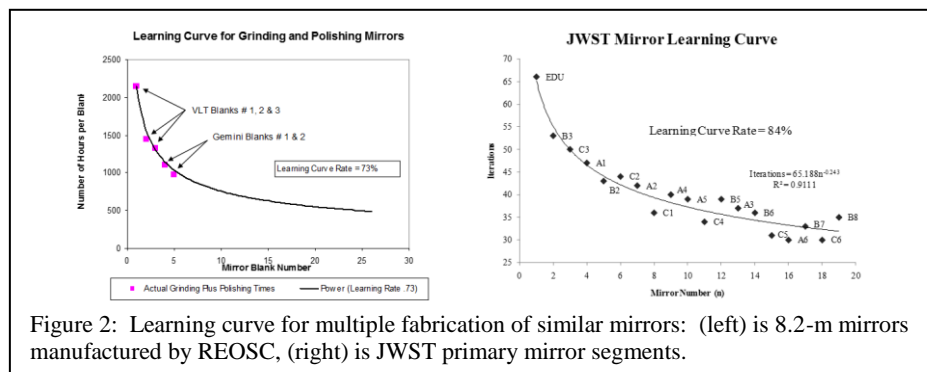 Learning Curve for Grinding and Polishing Mirrors
2500
2000
1500
1000
500
0
Number of Hours per Blank
VLT Blanks # 1, 2 & 3
Gemini Blanks # 1 & 2
Learning Curve Rate = 73%
0 5 10 15 20 25 30
Mirror Blank Number
Actual Grinding Plus Polishing Times
Power (Learning Rate .73)
JWST Mirror Learning Curve
70
65
60
55
50
45
40
35
30
25
Iterations
EDU
B3
C3
A1
B2
C2
A2
C1
A4
A5
C4
B5
A3
B6
C5
A6
B7
C6
B8
Learning Curve Rate = 84%
Iterations = 65.188n^-0.243
R² = 0.9111
0 2 4 6 8 10 12 14 16 18 20
Mirror Number (n)
Figure 2: Learning curve for multiple fabrication of similar mirrors: (left) is 8.2-m mirrors
manufactured by REOSC, (right) is JWST primary mirror segments.